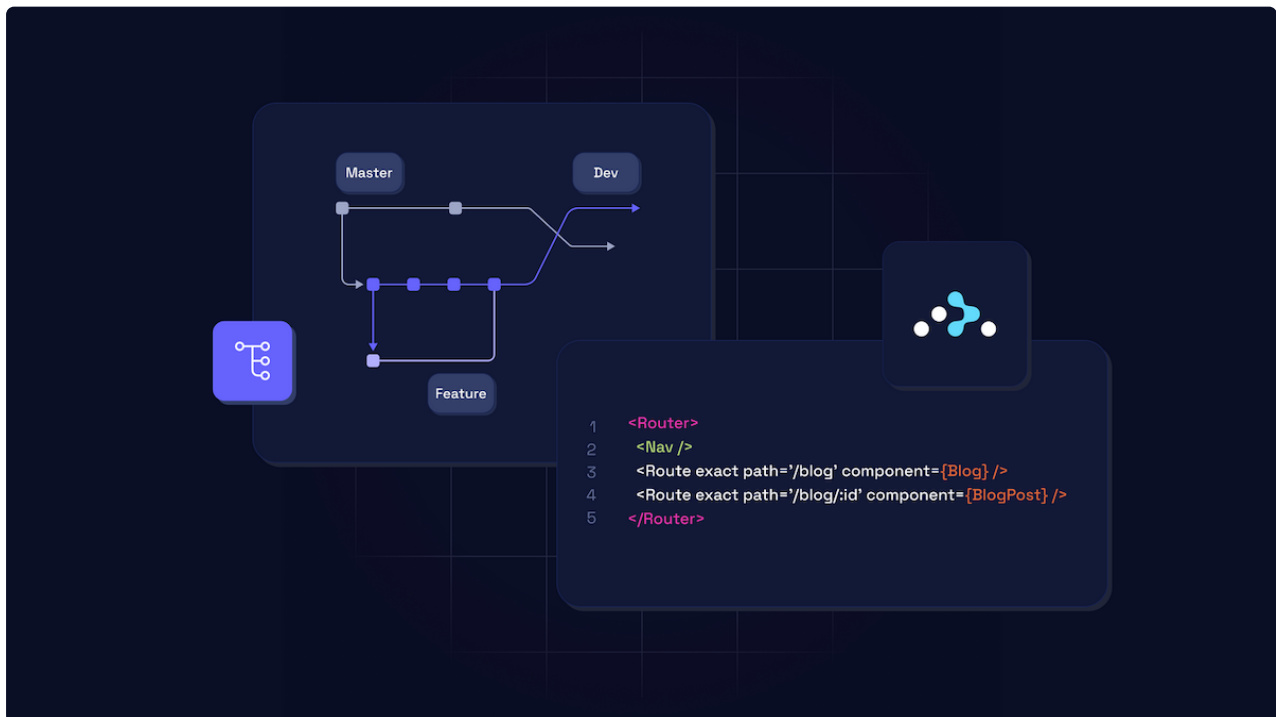 Master
Dev
Feature
1 <Router>
2 <Nav />
3 <Route exact path=’/blog’ component={Blog} />
4 <Route exact path=’/blog/:id’ component={BlogPost} />
5 </Router>